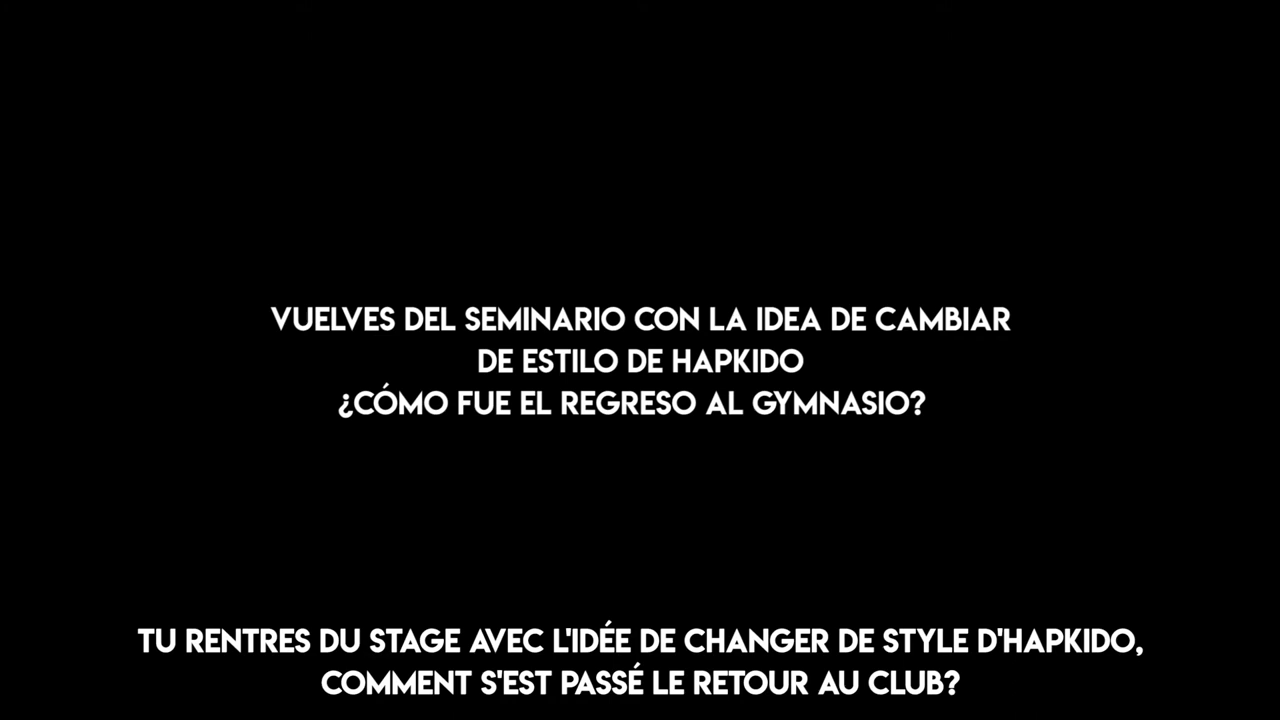 VUELVES DEL SEMINARIO CON LA IDEA DE CAMBIAR
DE ESTILO DE HAPKIDO
¿CÓMO FUE EL REGRESO AL GYMNASIO?
TU RENTRES DU STAGE AVEC L'IDÉE DE CHANGER DE STYLE D'HAPKIDO,
COMMENT S'EST PASSÉ LE RETOUR AU CLUB?